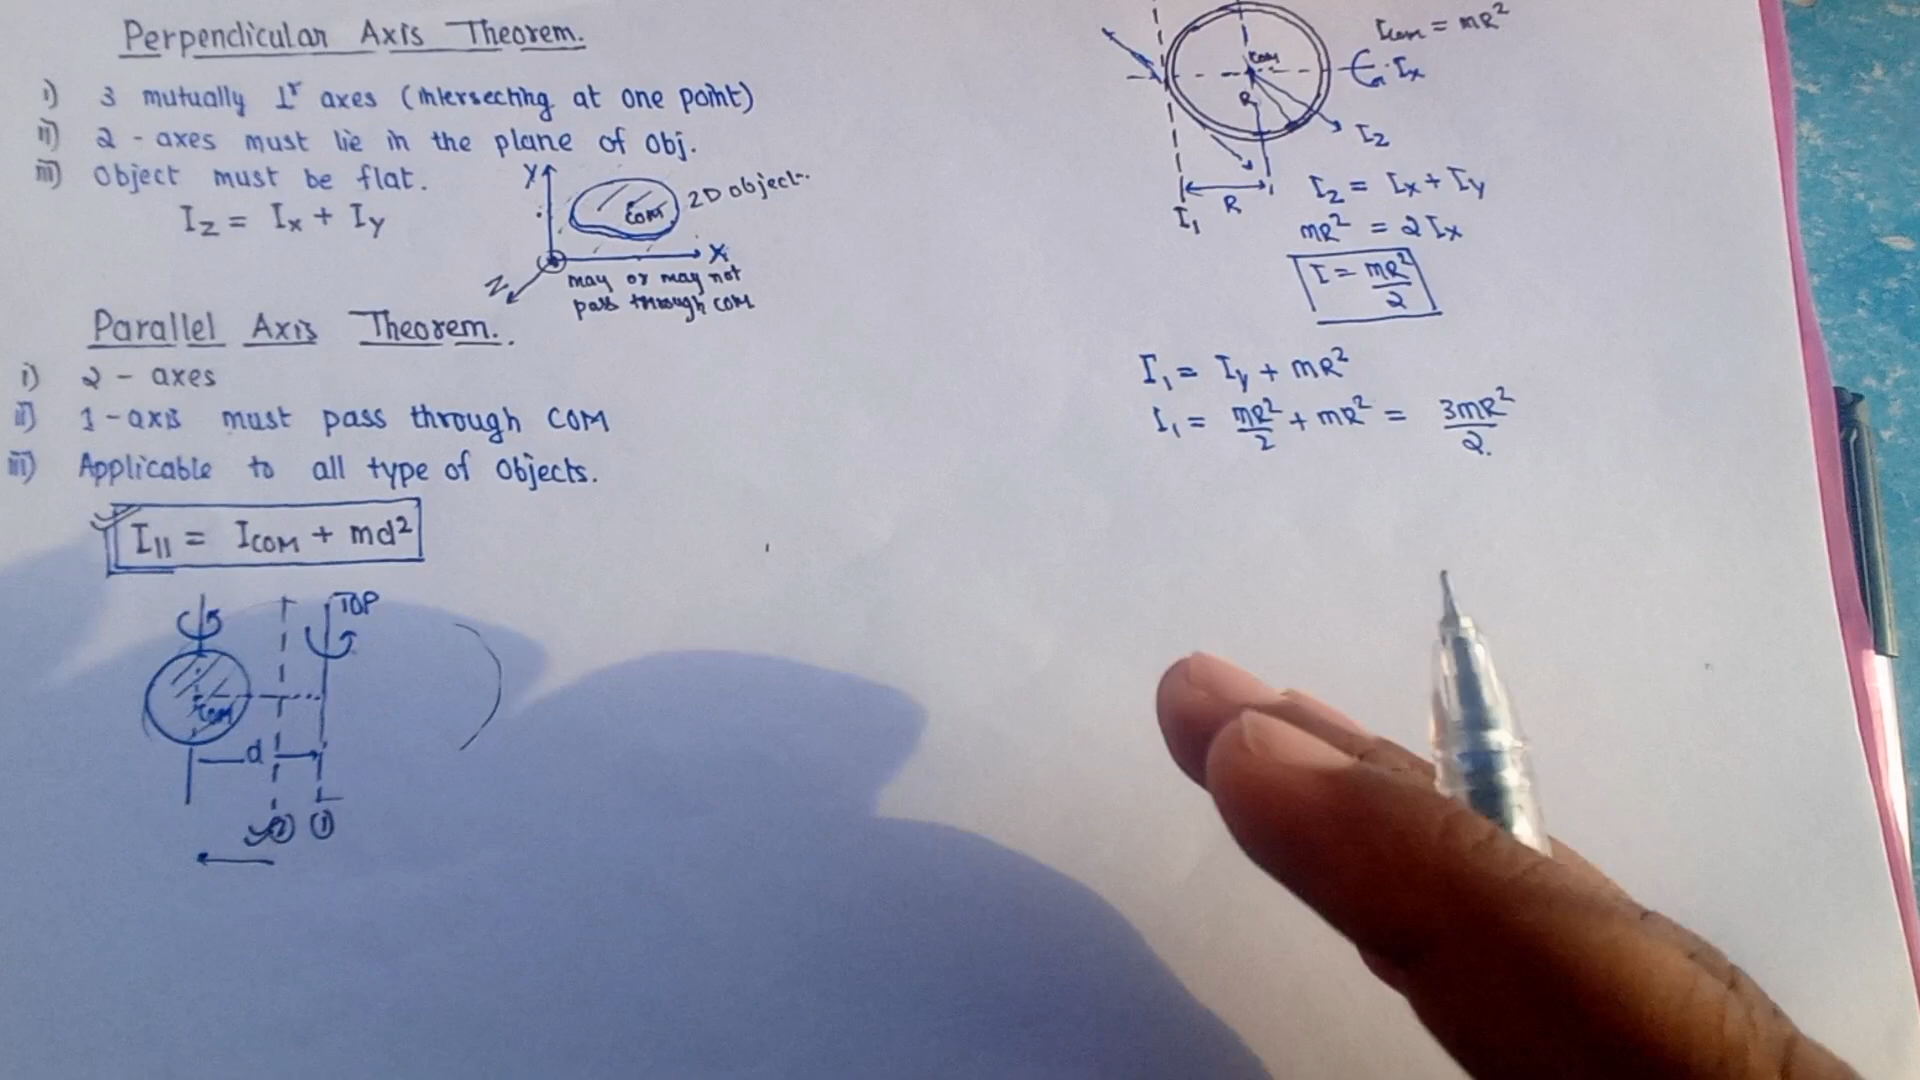 Perpendicular Axis Theorem.
i) 3 mutually ⊥r axes (intersecting at one point)
ii) 2 - axes must lie in the plane of obj.
iii) Object must be flat.
Iz = Ix + Iy
Y
X
Z
COM
2D object..
may or may not
pass through COM
Parallel Axis Theorem..
i) 2 - axes
ii) 1-axis must pass through COM
iii) Applicable to all type of Objects.
I|| = ICOM + md²
TOP
COM
d
② ①
Icom = mR²
COM
R
Ix
Iz
R
I₁
Iz = Ix + Iy
mR² = 2Ix
I = mR²/2
I₁ = Iy + mR²
I₁ = mR²/2 + mR² = 3mR²/2.